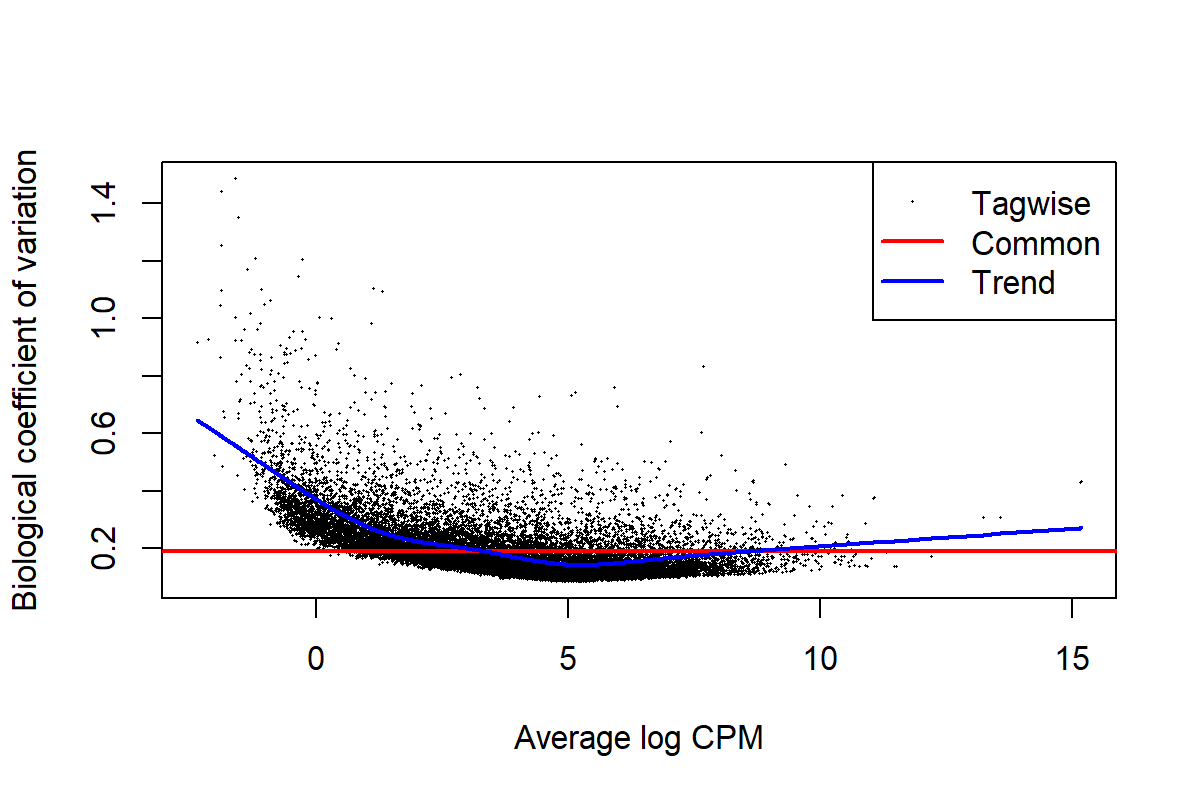 Biological coefficient of variation
1.4
1.0
0.6
0.2
Tagwise
Common
Trend
0 5 10 15
Average log CPM